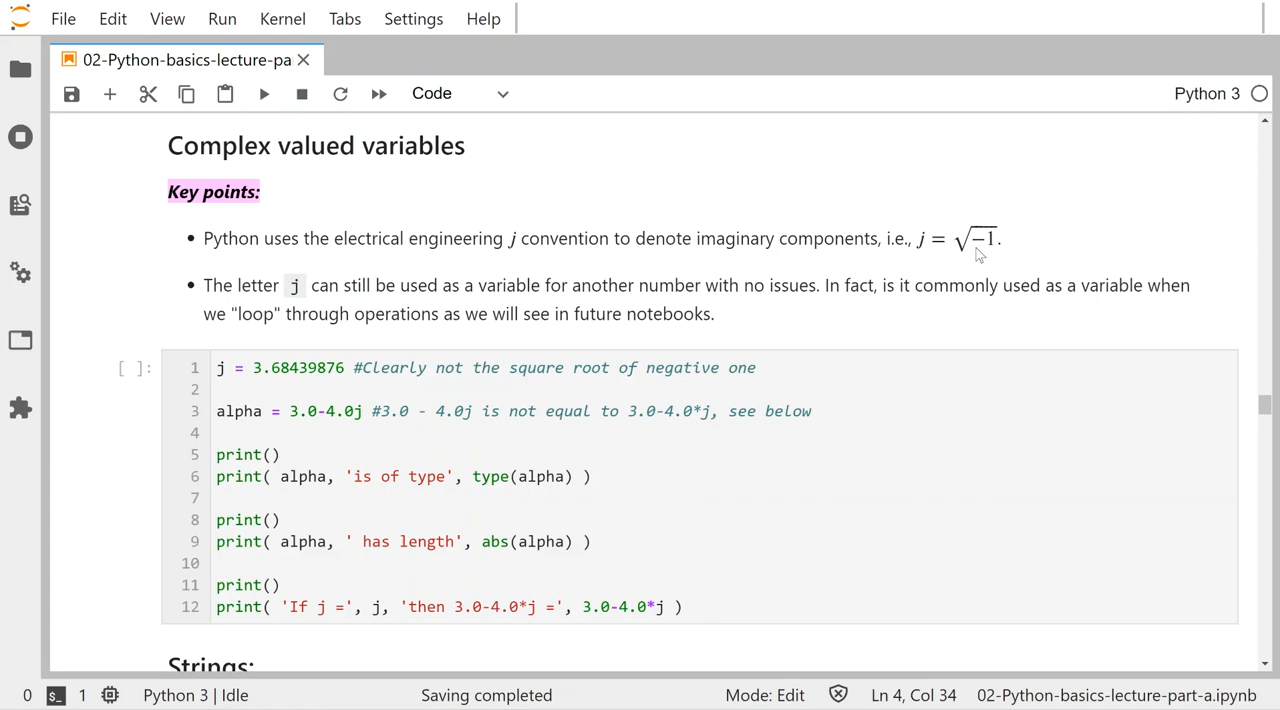 File Edit View Run Kernel Tabs Settings Help
02-Python-basics-lecture-pa
Code Python 3
Complex valued variables
Key points:
• Python uses the electrical engineering j convention to denote imaginary components, i.e., j = √−1.
• The letter j can still be used as a variable for another number with no issues. In fact, is it commonly used as a variable when
we "loop" through operations as we will see in future notebooks.
[ ]: 1 j = 3.68439876 #Clearly not the square root of negative one
2
3 alpha = 3.0-4.0j #3.0 - 4.0j is not equal to 3.0-4.0*j, see below
4
5 print()
6 print( alpha, 'is of type', type(alpha) )
7
8 print()
9 print( alpha, ' has length', abs(alpha) )
10
11 print()
12 print( 'If j =', j, 'then 3.0-4.0*j =', 3.0-4.0*j )
Strings:
0 $_ 1 Python 3 | Idle Saving completed Mode: Edit Ln 4, Col 34 02-Python-basics-lecture-part-a.ipynb